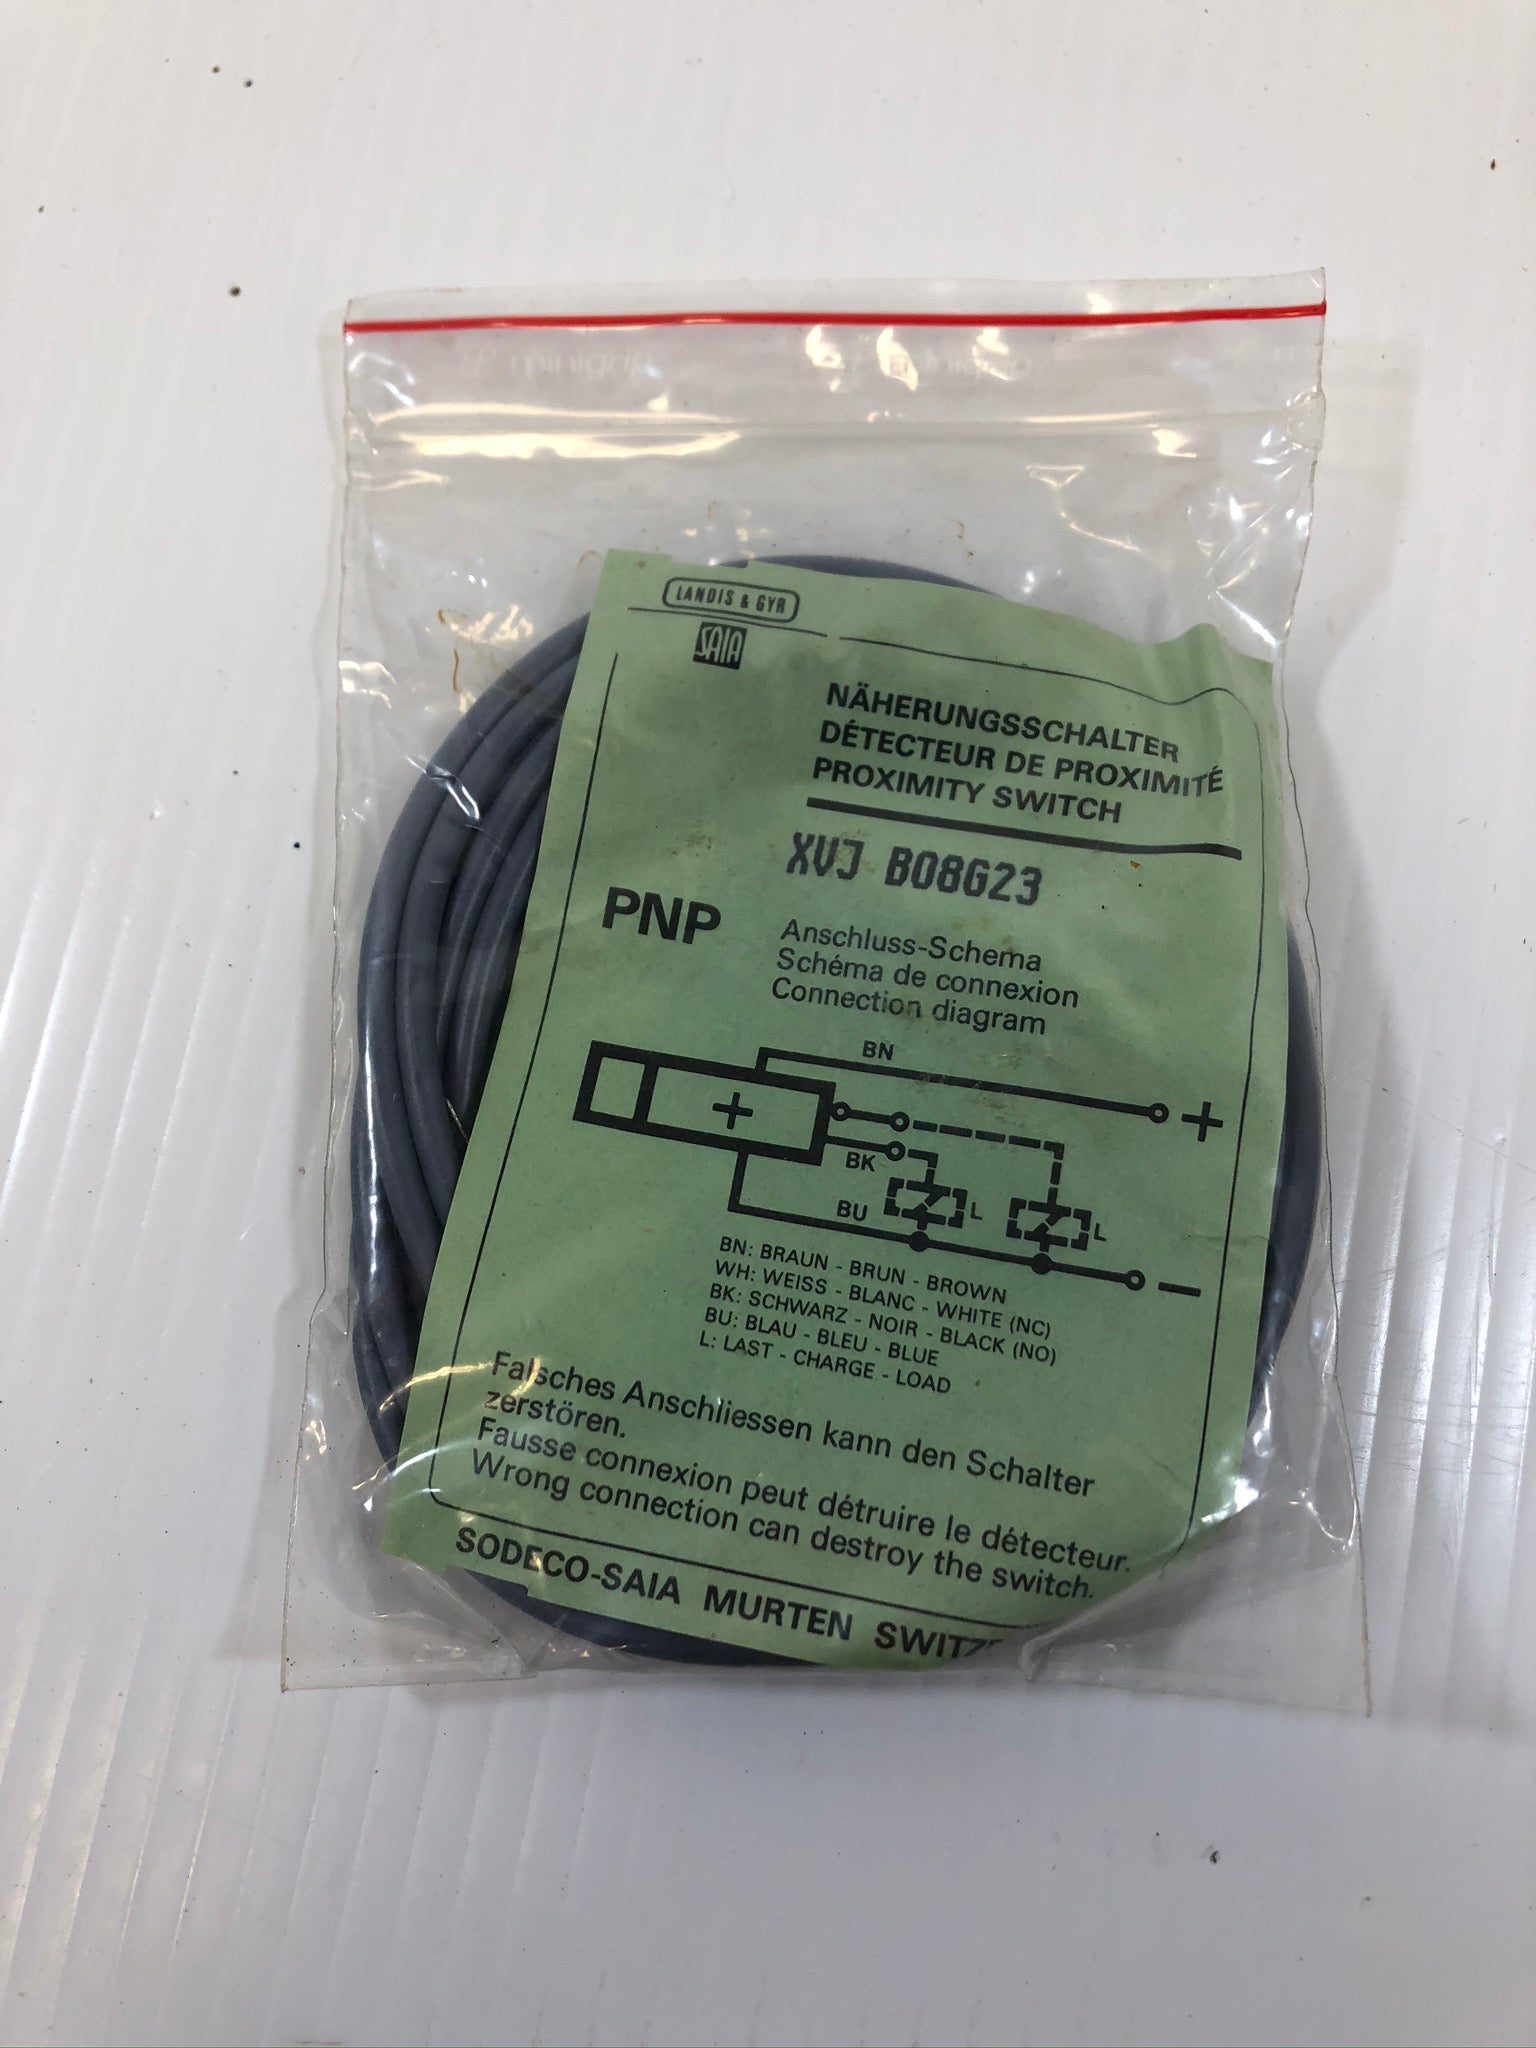 minigrip
minigrip
LANDIS & GYR
SAIA
NÄHERUNGSSCHALTER
DÉTECTEUR DE PROXIMITÉ
PROXIMITY SWITCH
XVJ B08G23
PNP
Anschluss-Schema
Schéma de connexion
Connection diagram
BN
+
+
BK
L
L
BU
BN: BRAUN - BRUN - BROWN
WH: WEISS - BLANC - WHITE (NC)
BK: SCHWARZ - NOIR - BLACK (NO)
BU: BLAU - BLEU - BLUE
L: LAST - CHARGE - LOAD
Falsches Anschliessen kann den Schalter
zerstören.
Fausse connexion peut détruire le détecteur.
Wrong connection can destroy the switch.
SODECO-SAIA MURTEN